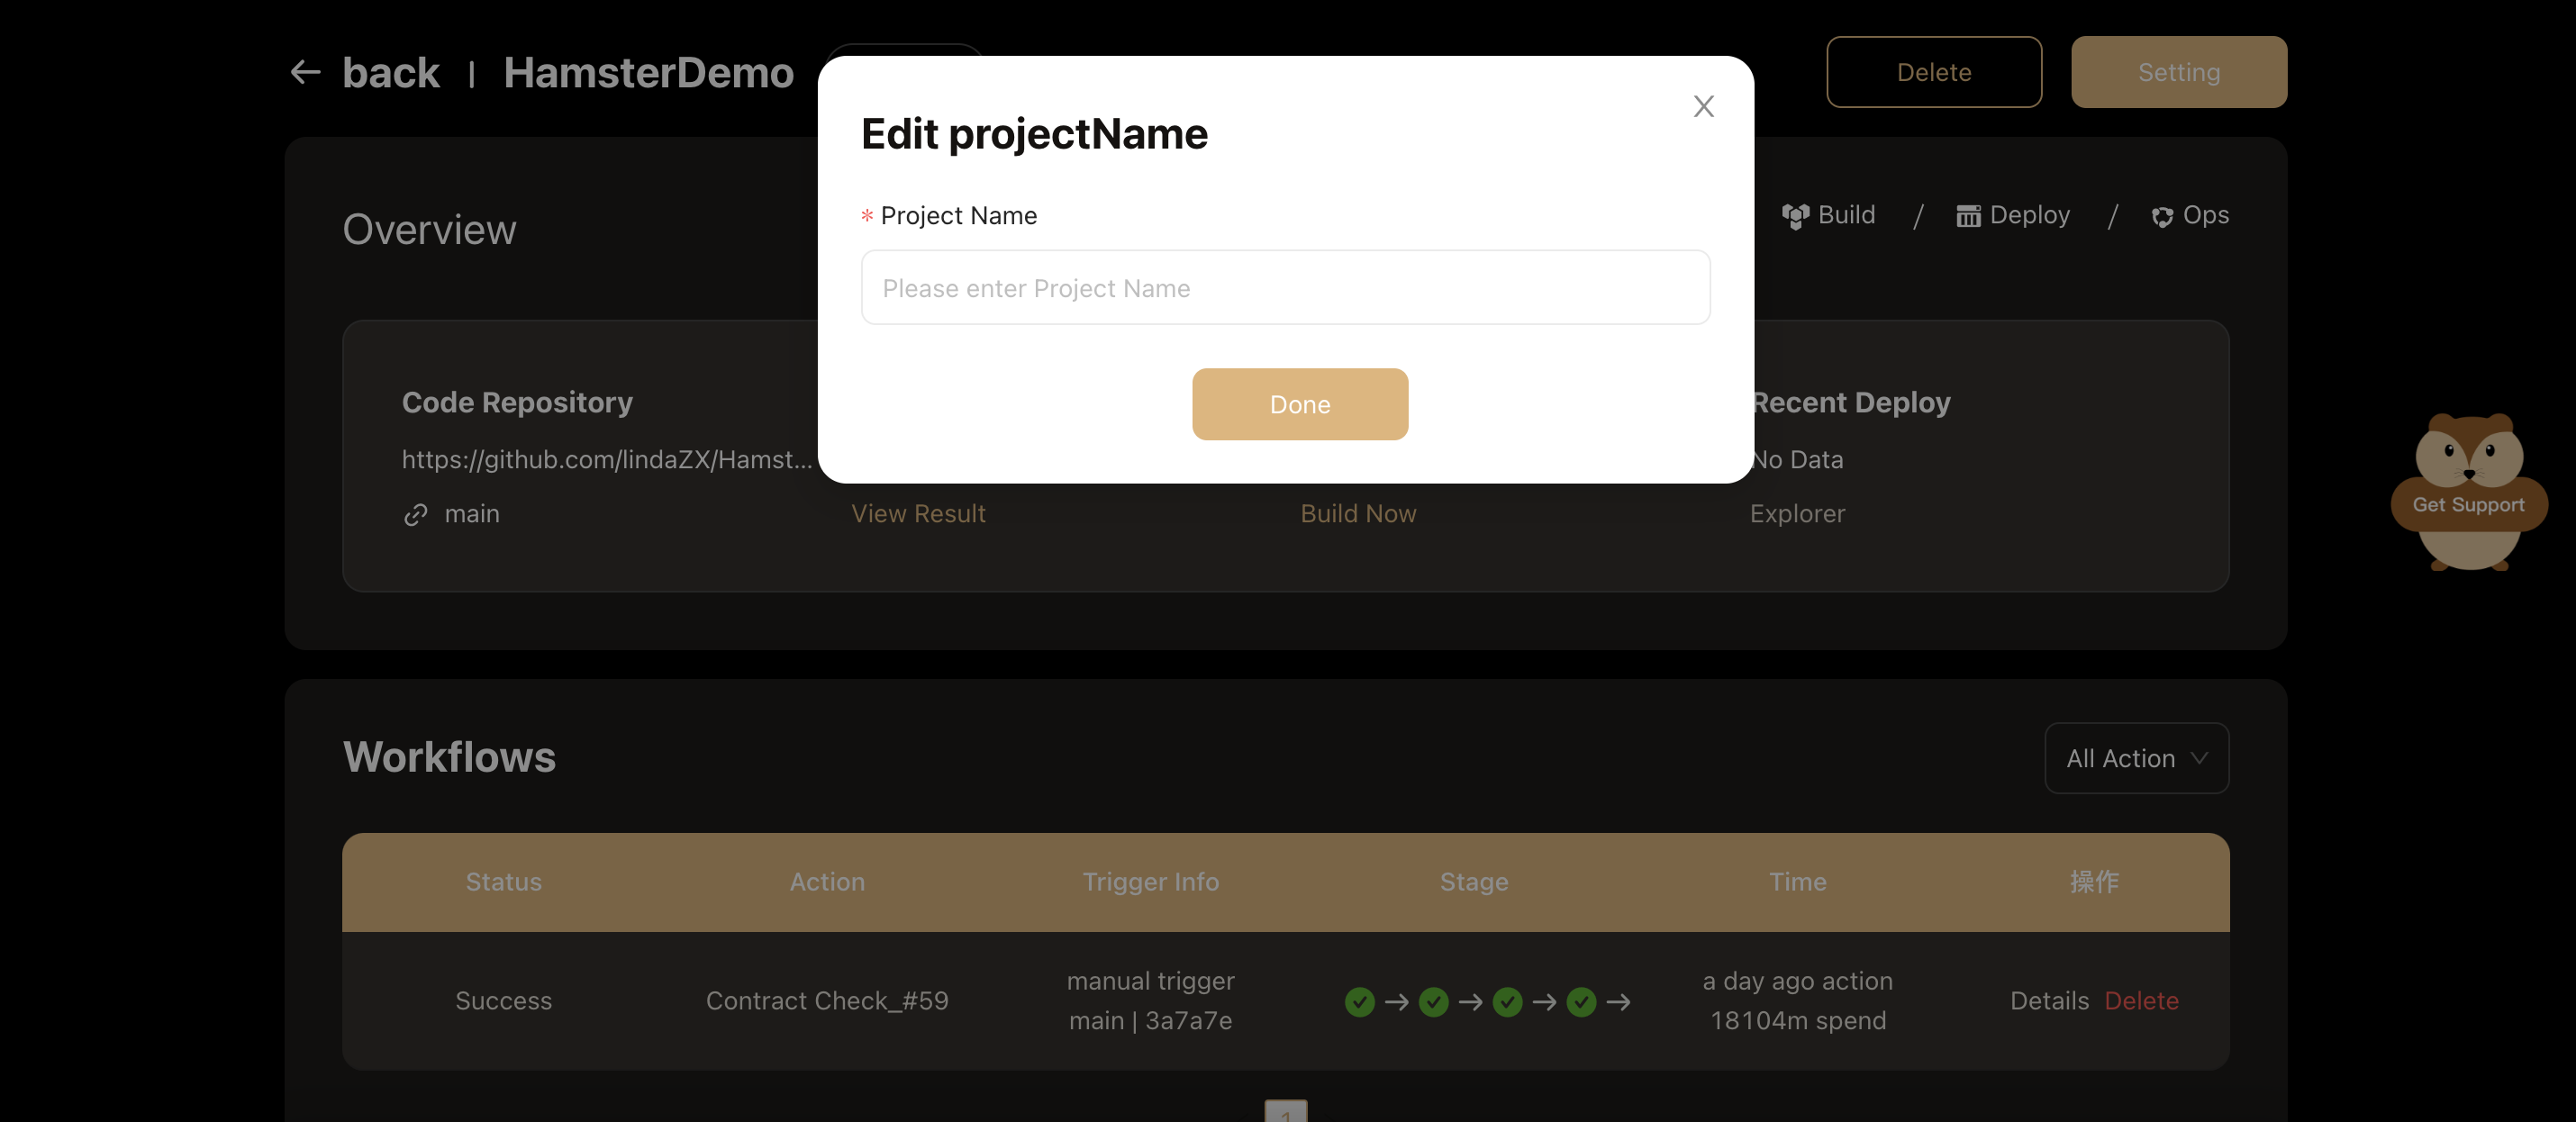 back | HamsterDemo
Delete
Setting
Edit projectName
* Project Name
Please enter Project Name
Done
Overview
Build / Deploy / Ops
Code Repository
https://github.com/lindaZX/Hamst...
main
View Result
Build Now
Recent Deploy
No Data
Explorer
Get Support
Workflows
All Action
Status Action Trigger Info Stage Time 操作
Success
Contract Check_#59
manual trigger
main | 3a7a7e
a day ago action
18104m spend
Details Delete
1